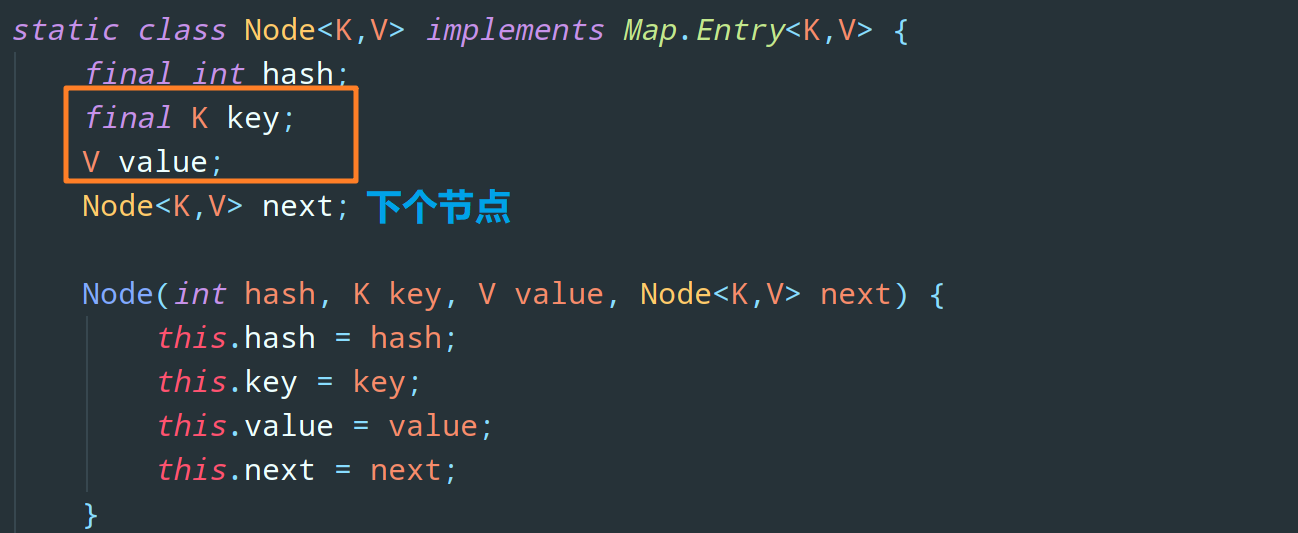 static class Node<K,V> implements Map.Entry<K,V> {
final int hash;
final K key;
V value;
Node<K,V> next; 下个节点
Node(int hash, K key, V value, Node<K,V> next) {
this.hash = hash;
this.key = key;
this.value = value;
this.next = next;
}